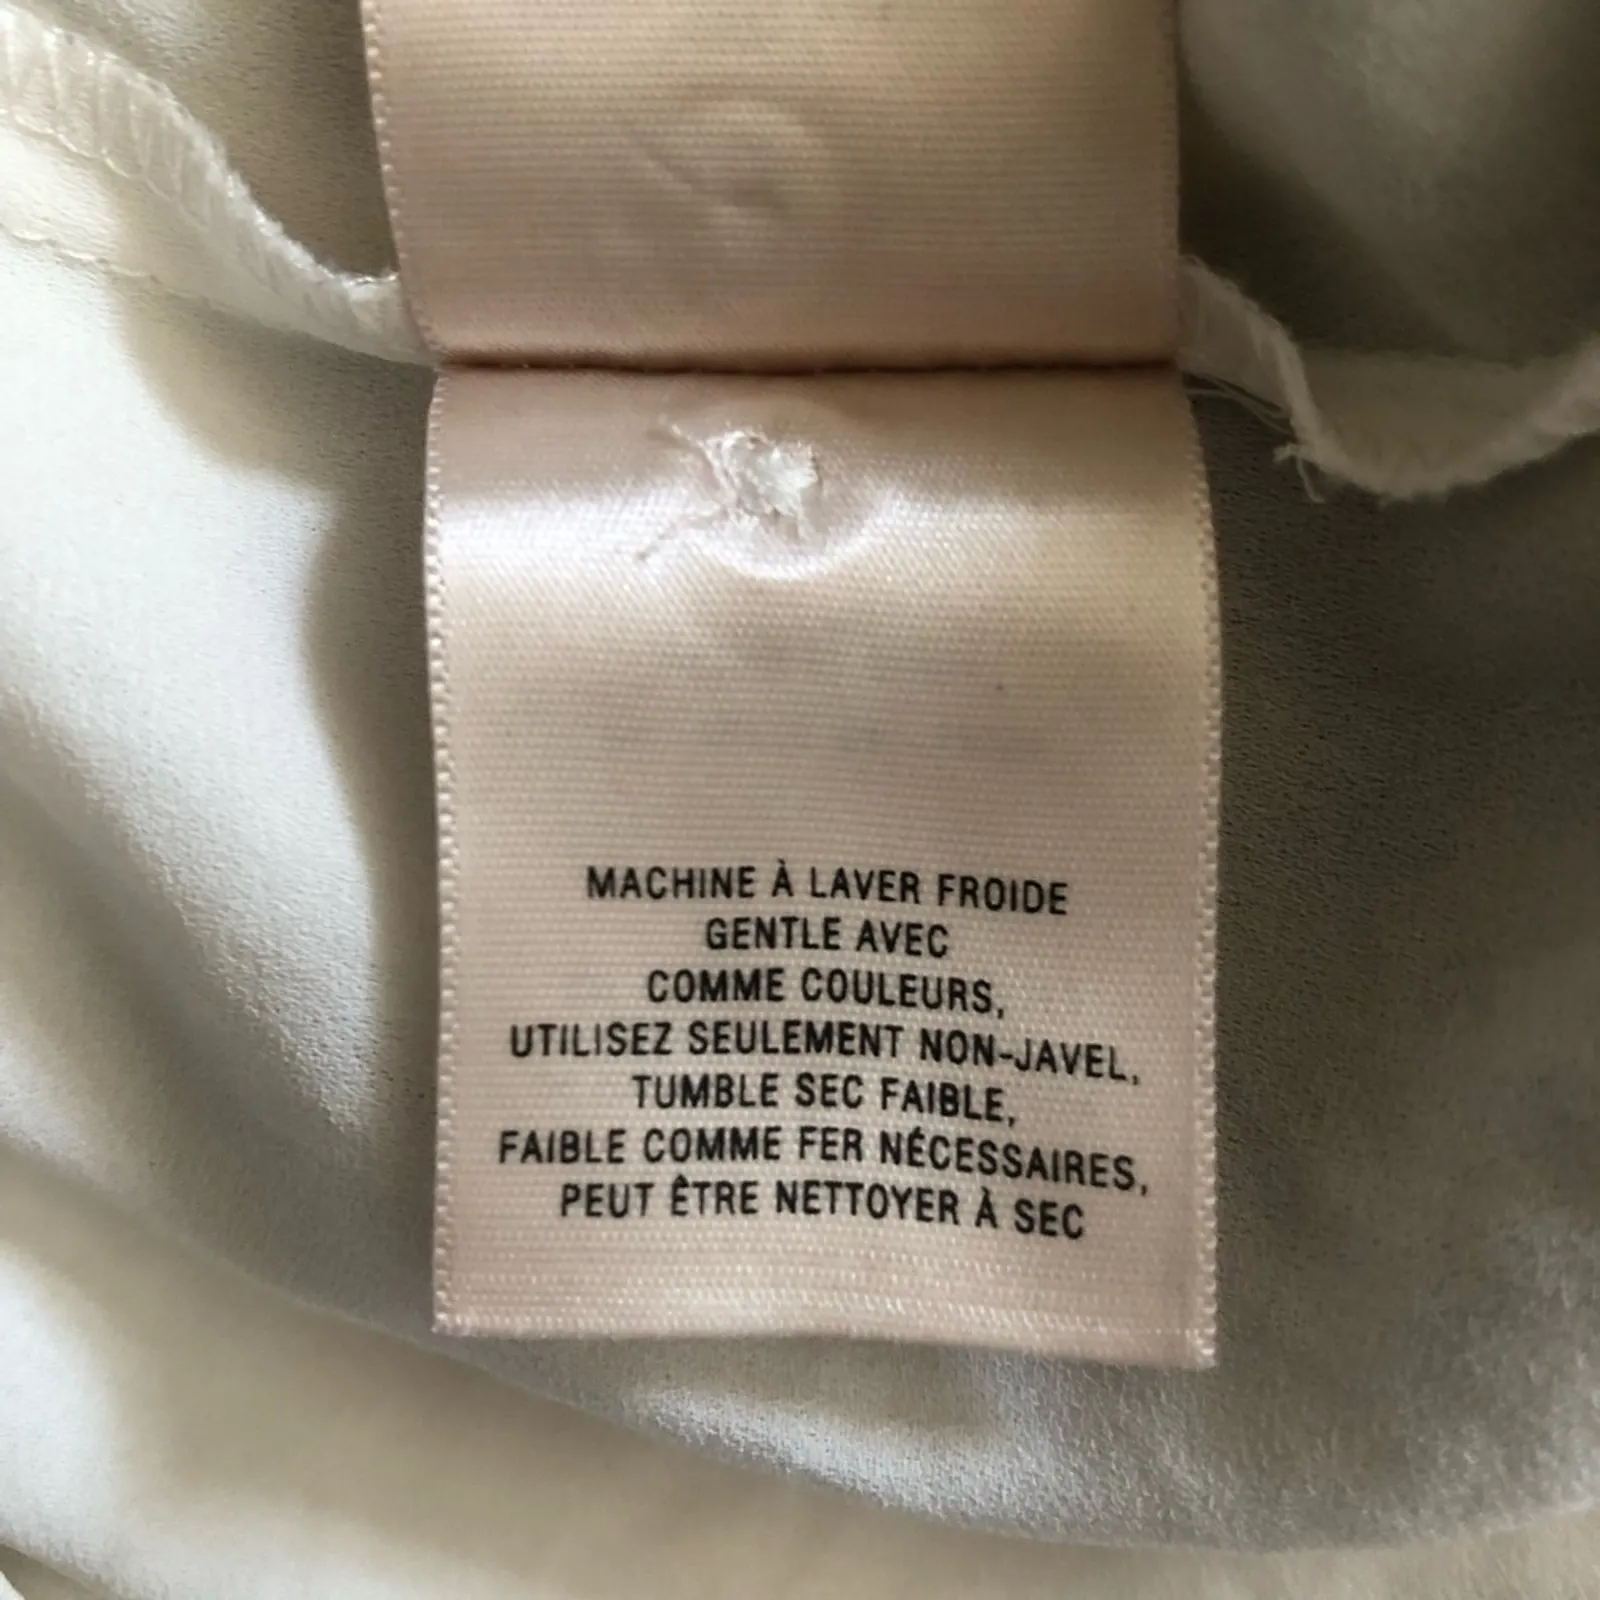 MACHINE À LAVER FROIDE
GENTLE AVEC
COMME COULEURS,
UTILISEZ SEULEMENT NON-JAVEL,
TUMBLE SEC FAIBLE,
FAIBLE COMME FER NÉCESSAIRES,
PEUT ÊTRE NETTOYER À SEC